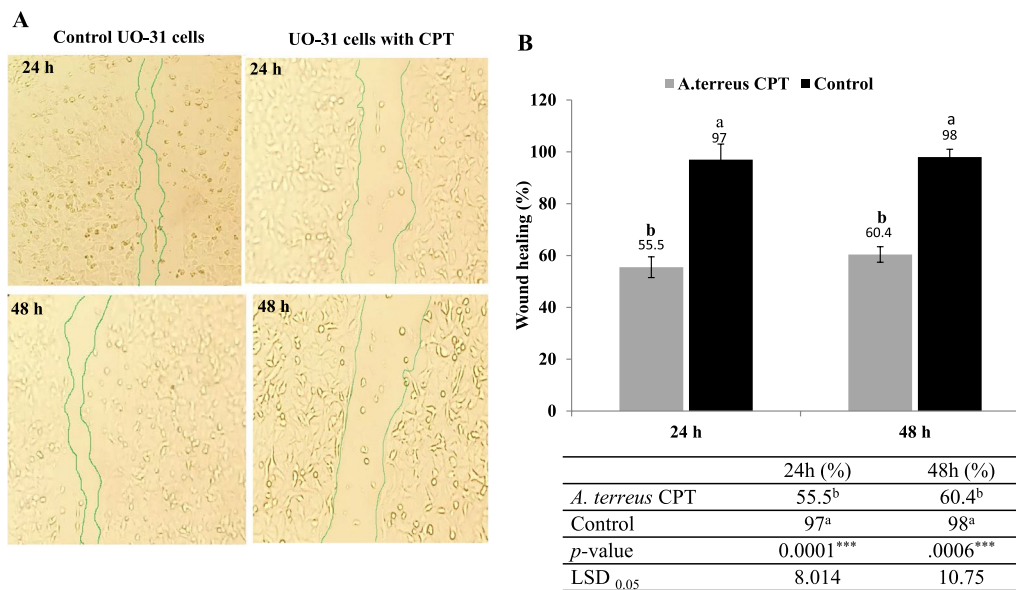 A
Control UO-31 cells
UO-31 cells with CPT
24 h
24 h
48 h
48 h
B
A.terreus CPT Control
120
100
80
60
40
20
0
Wound healing (%)
b
55.5
a
97
b
60.4
a
98
24 h 48 h
24h (%) 48h (%)
A. terreus CPT 55.5b 60.4b
Control 97a 98a
p-value 0.0001*** .0006***
LSD 0.05 8.014 10.75